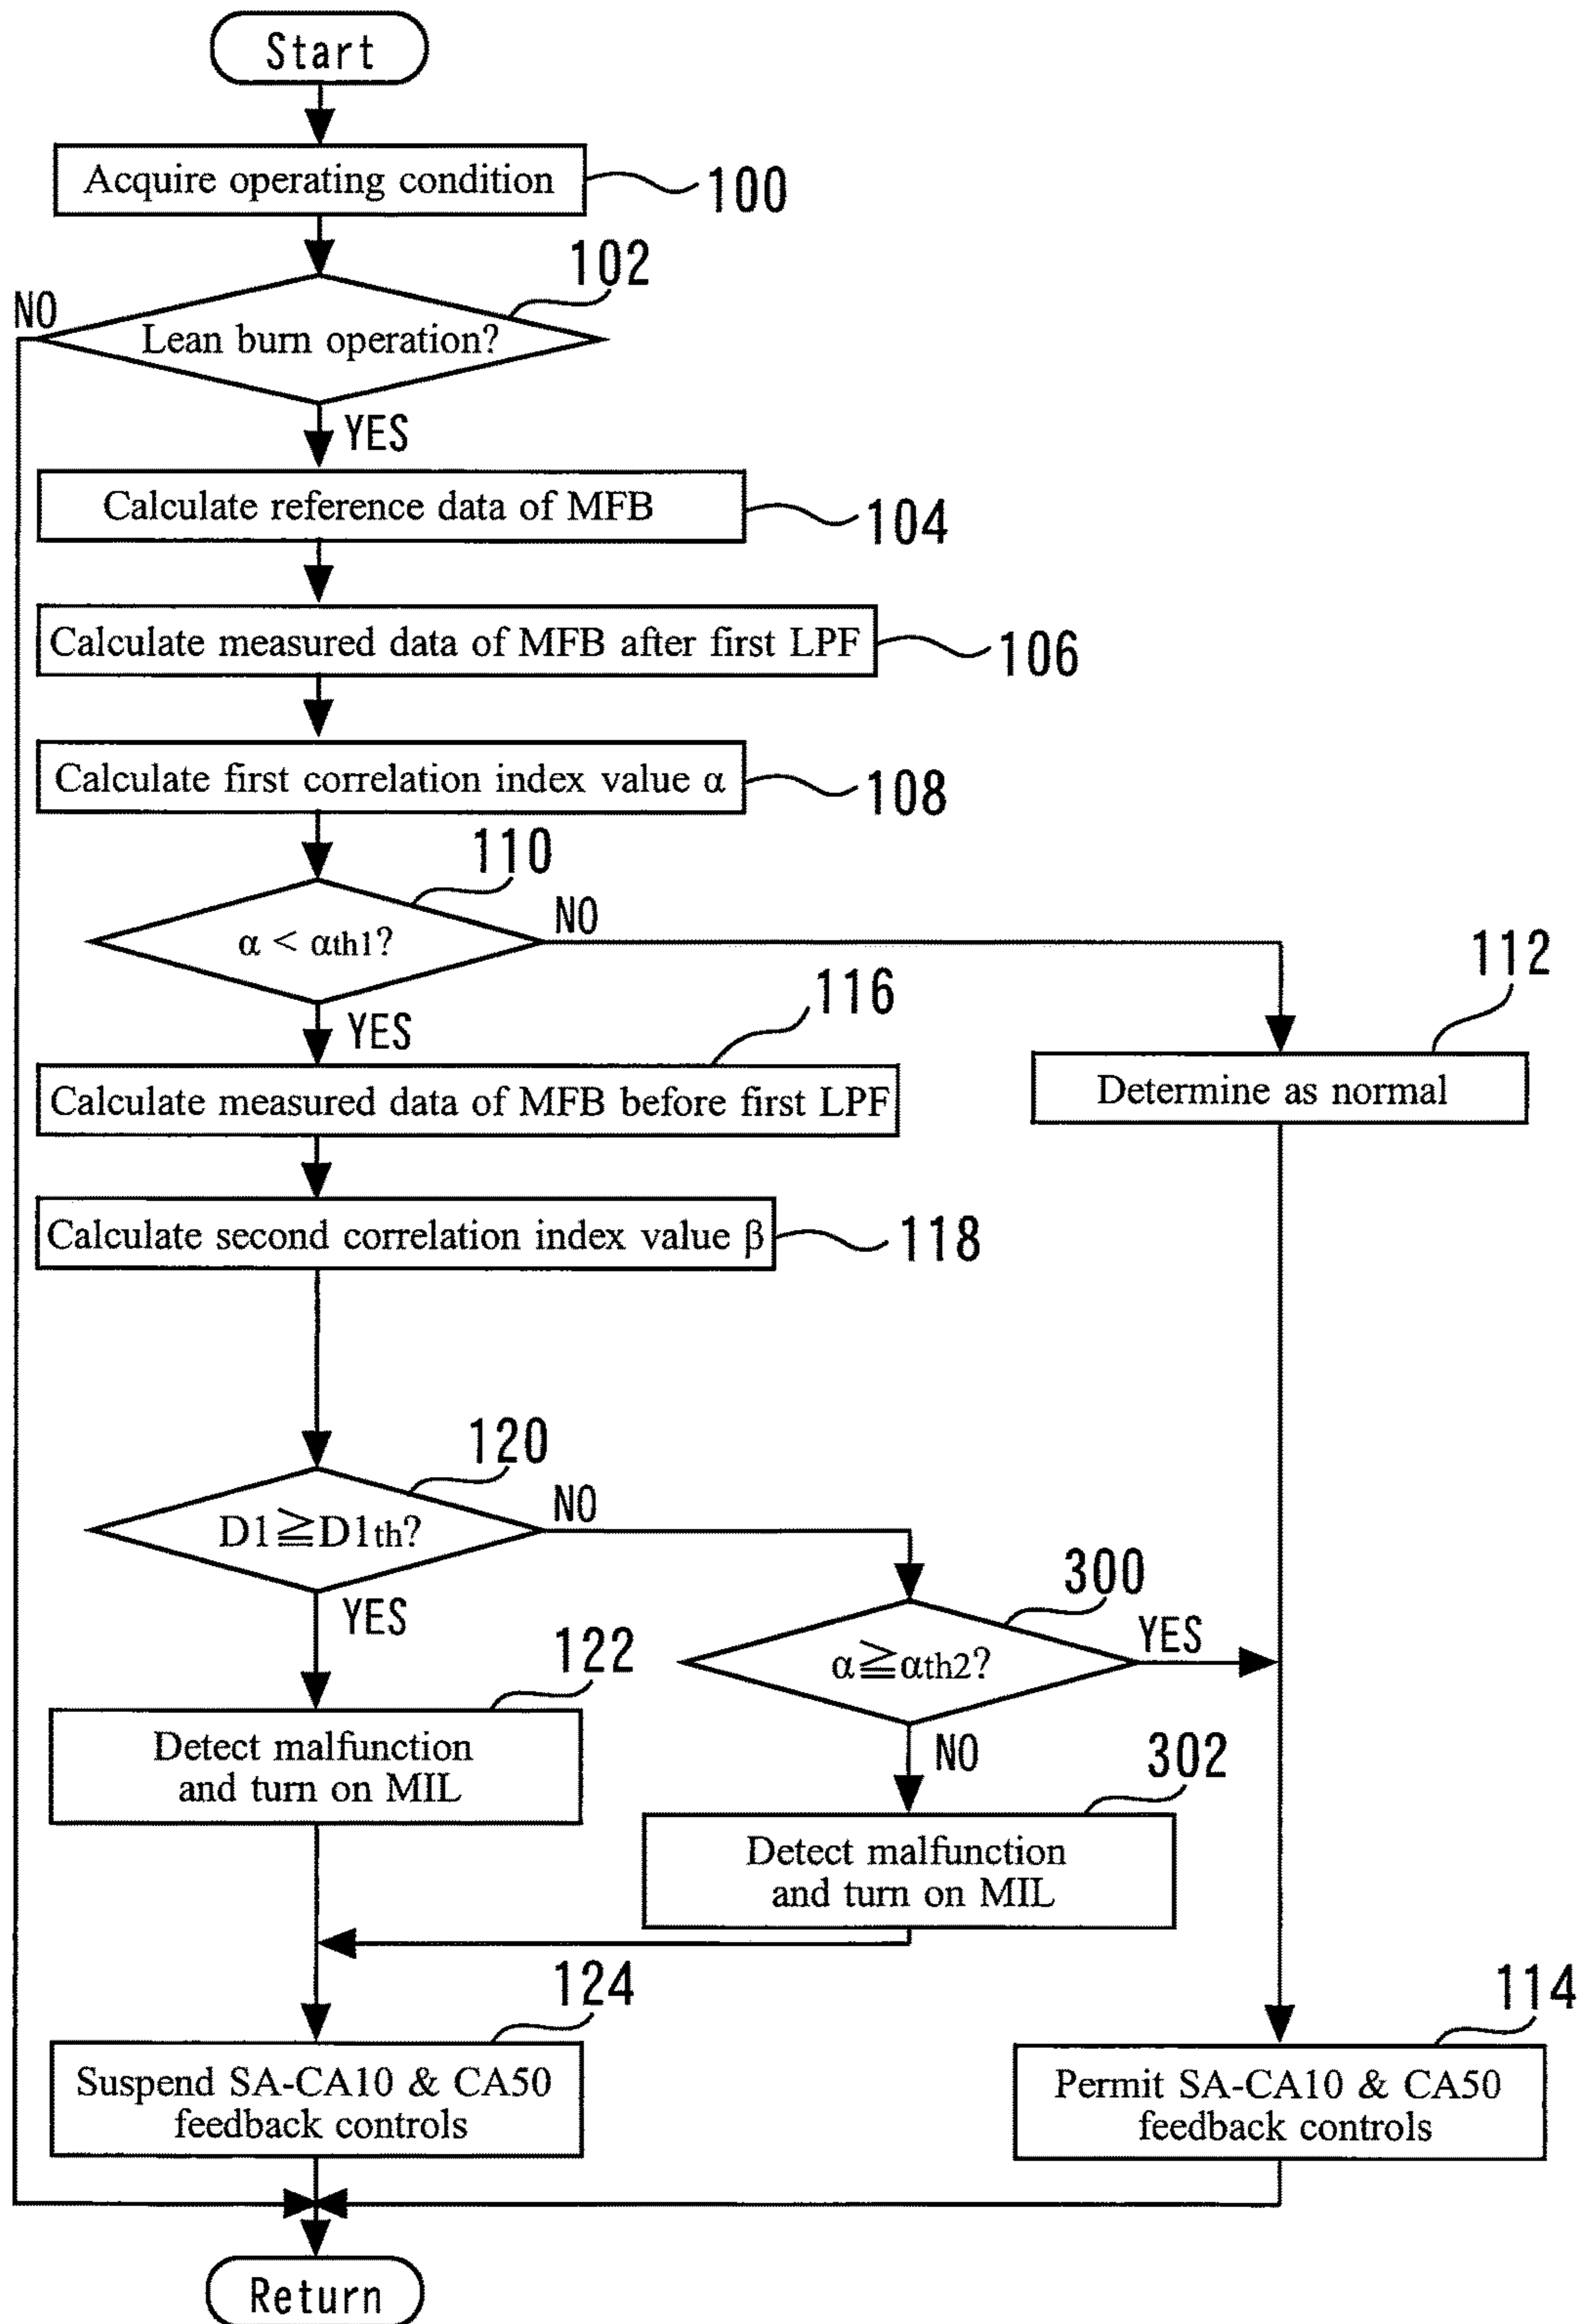 Start
Acquire operating condition
100
102
NO
Lean burn operation?
YES
Calculate reference data of MFB
104
Calculate measured data of MFB after first LPF
106
Calculate first correlation index value α
108
110
α < αth1?
NO
112
YES
116
Determine as normal
Calculate measured data of MFB before first LPF
Calculate second correlation index value β
118
120
D1≧D1th?
NO
300
YES
α≧αth2?
YES
122
Detect malfunction
and turn on MIL
NO
302
Detect malfunction
and turn on MIL
124
114
Suspend SA-CA10 & CA50
feedback controls
Permit SA-CA10 & CA50
feedback controls
Return